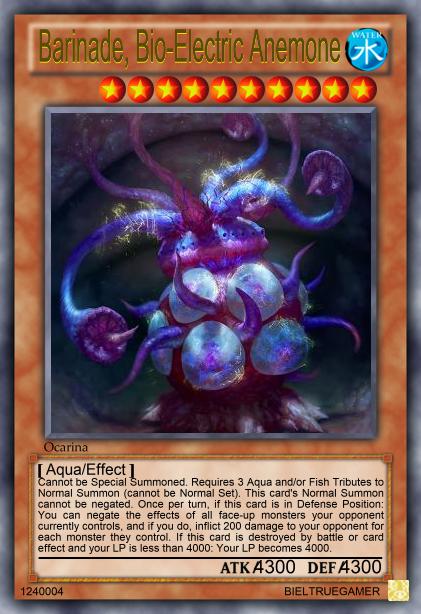 Barinade, Bio-Electric Anemone
WATER
水
Ocarina
[ Aqua/Effect ]
Cannot be Special Summoned. Requires 3 Aqua and/or Fish Tributes to
Normal Summon (cannot be Normal Set). This card's Normal Summon
cannot be negated. Once per turn, if this card is in Defense Position:
You can negate the effects of all face-up monsters your opponent
currently controls, and if you do, inflict 200 damage to your opponent for
each monster they control. If this card is destroyed by battle or card
effect and your LP is less than 4000: Your LP becomes 4000.
ATK 4300 DEF 4300
1240004 BIELTRUEGAMER